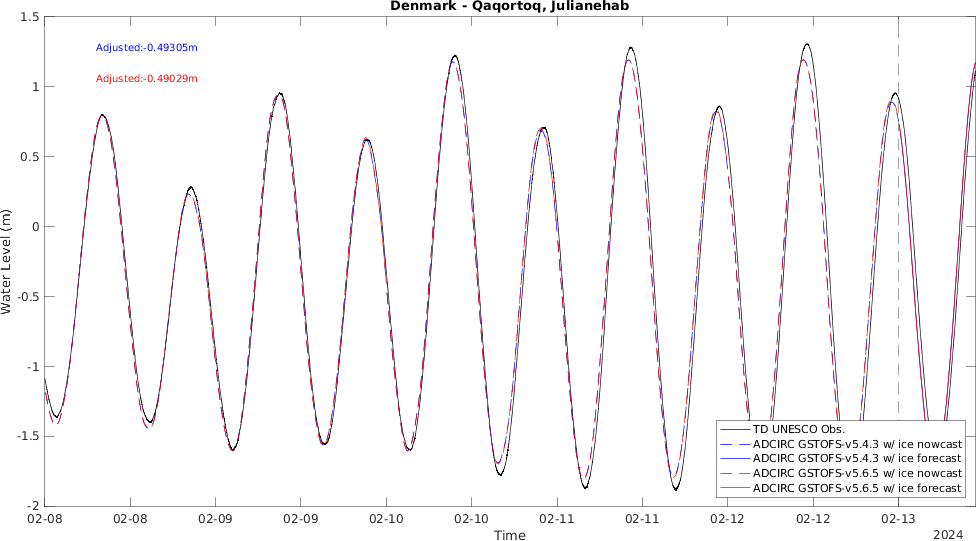 Denmark - Qaqortoq, Julianehab
1.5
1
0.5
0
-0.5
-1
-1.5
-2
Water Level (m)
Adjusted:-0.49305m
Adjusted:-0.49029m
TD UNESCO Obs.
ADCIRC GSTOFS-v5.4.3 w/ ice nowcast
ADCIRC GSTOFS-v5.4.3 w/ ice forecast
ADCIRC GSTOFS-v5.6.5 w/ ice nowcast
ADCIRC GSTOFS-v5.6.5 w/ ice forecast
02-08 02-08 02-09 02-09 02-10 02-10 02-11 02-11 02-12 02-12 02-13
Time
2024